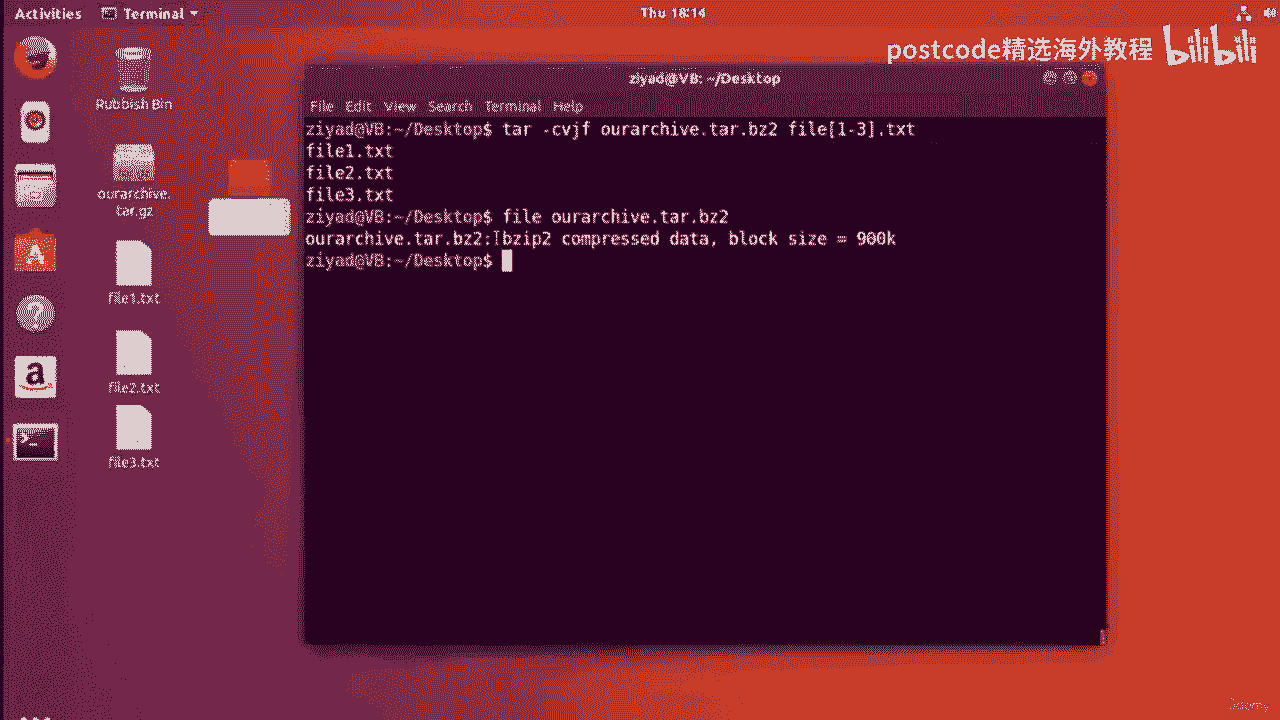 Activities Terminal Thu 18:14
postcode精选海外教程 bilibili
ziyad@VB: ~/Desktop
File Edit View Search Terminal Help
ziyad@VB:~/Desktop$ tar -cvjf ourarchive.tar.bz2 file[1-3].txt
file1.txt
file2.txt
file3.txt
ziyad@VB:~/Desktop$ file ourarchive.tar.bz2
ourarchive.tar.bz2: bzip2 compressed data, block size = 900k
ziyad@VB:~/Desktop$
Rubbish Bin
ourarchive.
tar.gz
file1.txt
file2.txt
file3.txt
Udemy